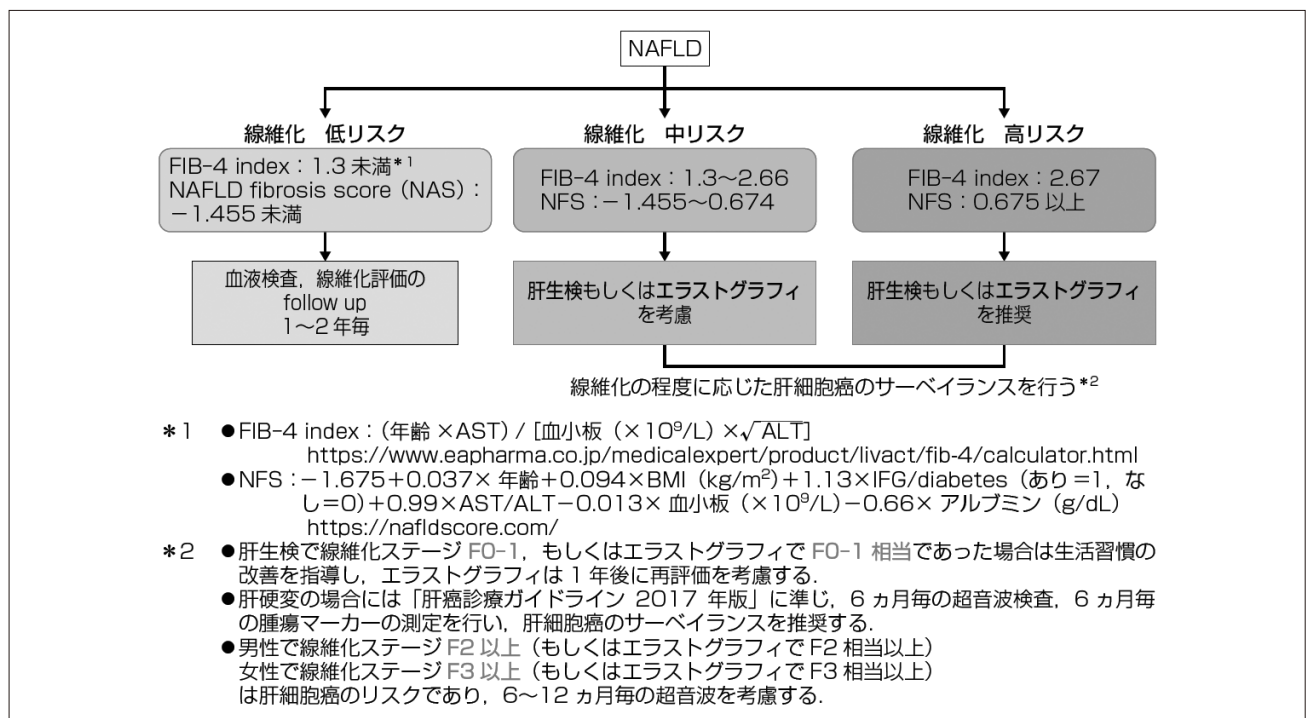 NAFLD
線維化 低リスク
FIB-4 index：1.3 未満*1
NAFLD fibrosis score（NAS）：
－1.455 未満
血液検査，線維化評価の
follow up
1～2 年毎
線維化 中リスク
FIB-4 index：1.3～2.66
NFS：－1.455～0.674
肝生検もしくはエラストグラフィ
を考慮
線維化 高リスク
FIB-4 index：2.67
NFS：0.675 以上
肝生検もしくはエラストグラフィ
を推奨
線維化の程度に応じた肝細胞癌のサーベイランスを行う*2
＊1 ●FIB-4 index：（年齢 ×AST）/［血小板（×10⁹/L）×√ALT］
https://www.eapharma.co.jp/medicalexpert/product/livact/fib-4/calculator.html
●NFS：－1.675＋0.037× 年齢＋0.094×BMI（kg/m²）＋1.13×IFG/diabetes（あり＝1，な
し＝0）＋0.99×AST/ALT－0.013× 血小板（×10⁹/L）－0.66× アルブミン（g/dL）
https://nafldscore.com/
＊2 ●肝生検で線維化ステージ F0-1，もしくはエラストグラフィで F0-1 相当であった場合は生活習慣の
改善を指導し，エラストグラフィは 1 年後に再評価を考慮する．
●肝硬変の場合には「肝癌診療ガイドライン 2017 年版」に準じ，6 ヵ月毎の超音波検査，6 ヵ月毎
の腫瘍マーカーの測定を行い，肝細胞癌のサーベイランスを推奨する．
●男性で線維化ステージ F2 以上（もしくはエラストグラフィで F2 相当以上）
女性で線維化ステージ F3 以上（もしくはエラストグラフィで F3 相当以上）
は肝細胞癌のリスクであり，6～12 ヵ月毎の超音波を考慮する．